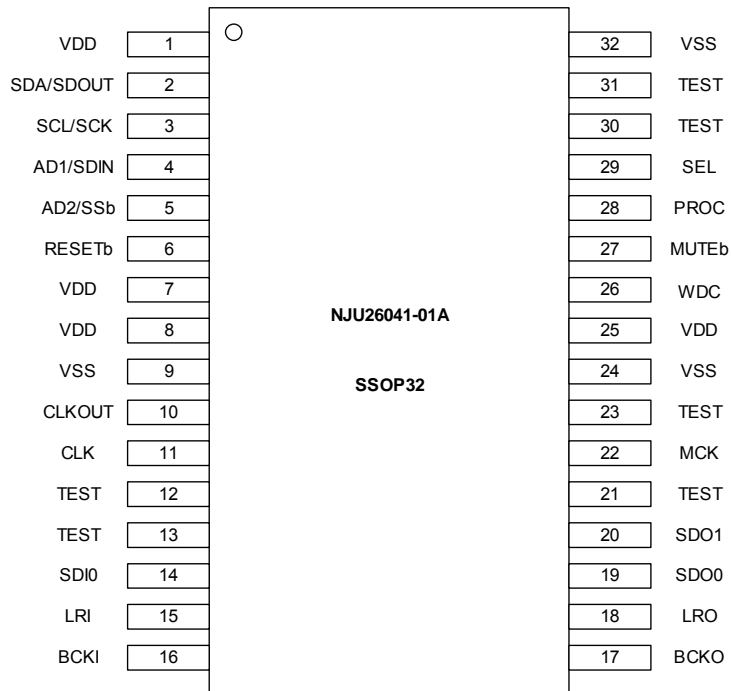 VDD 1 32 VSS
SDA/SDOUT 2 31 TEST
SCL/SCK 3 30 TEST
AD1/SDIN 4 29 SEL
AD2/SSb 5 28 PROC
RESETb 6 27 MUTEb
VDD 7 26 WDC
NJU26041-01A
VDD 8 25 VDD
VSS 9 24 VSS
SSOP32
CLKOUT 10 23 TEST
CLK 11 22 MCK
TEST 12 21 TEST
TEST 13 20 SDO1
SDI0 14 19 SDO0
LRI 15 18 LRO
BCKI 16 17 BCKO